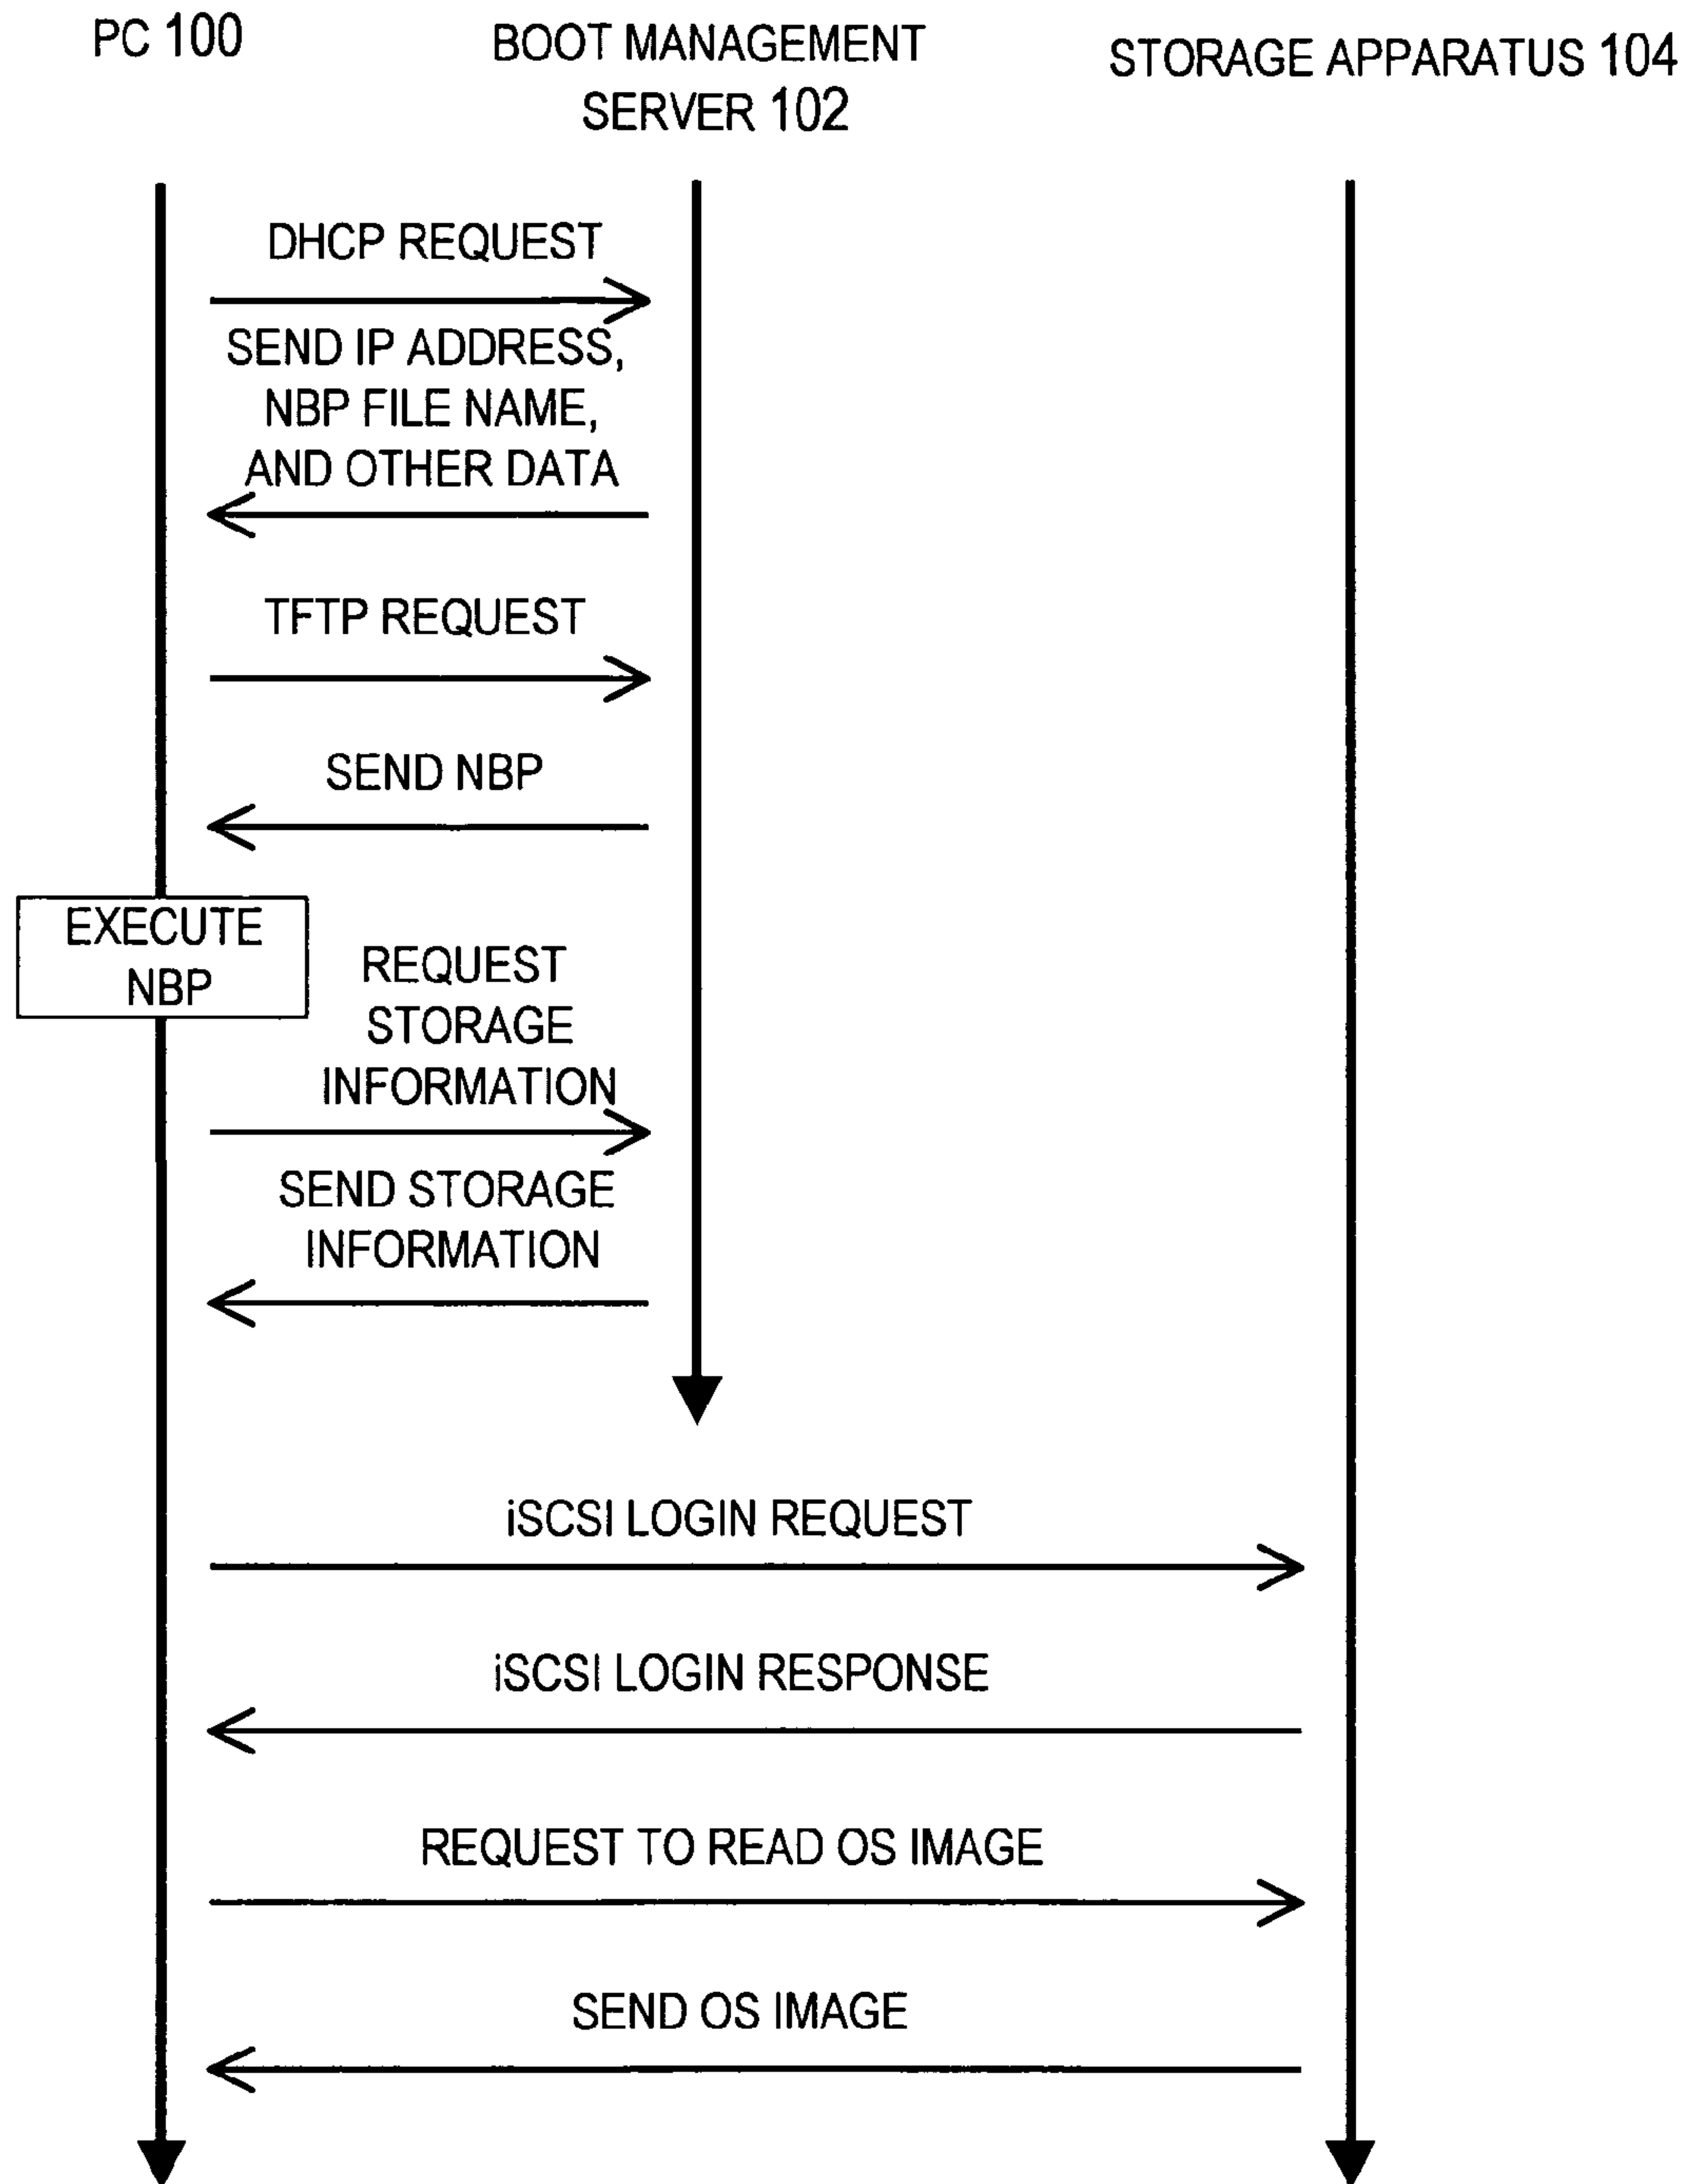 PC 100
BOOT MANAGEMENT
SERVER 102
STORAGE APPARATUS 104
DHCP REQUEST
SEND IP ADDRESS,
NBP FILE NAME,
AND OTHER DATA
TFTP REQUEST
SEND NBP
EXECUTE
NBP
REQUEST
STORAGE
INFORMATION
SEND STORAGE
INFORMATION
iSCSI LOGIN REQUEST
iSCSI LOGIN RESPONSE
REQUEST TO READ OS IMAGE
SEND OS IMAGE